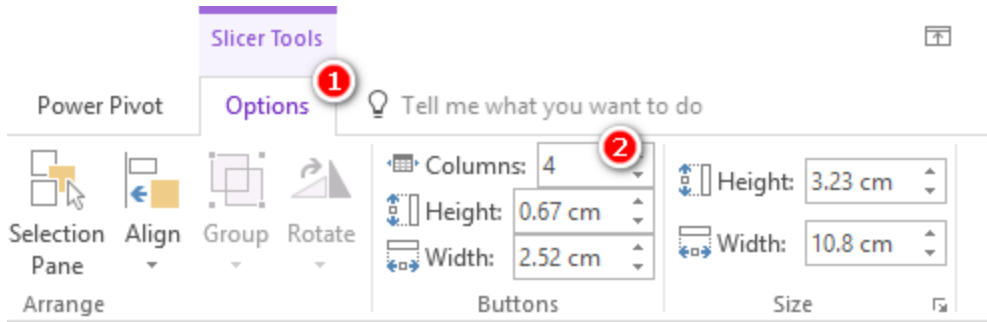 Slicer Tools
1
Power Pivot Options Tell me what you want to do
2
Columns: 4
Height: 0.67 cm
Width: 2.52 cm
Height: 3.23 cm
Width: 10.8 cm
Selection Pane
Align
Group
Rotate
Arrange
Buttons
Size